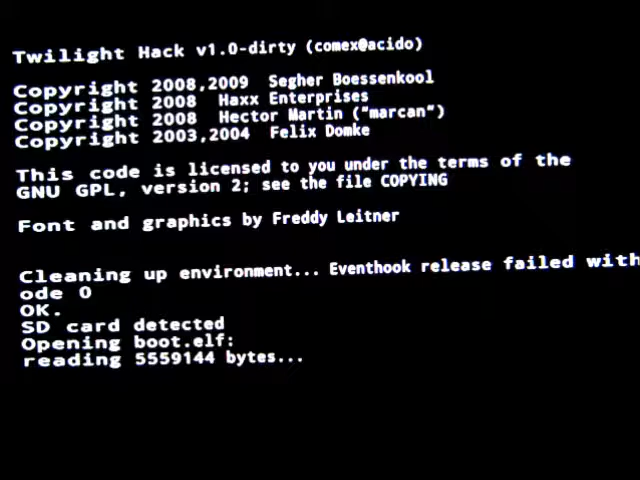 Twilight Hack v1.0-dirty (comex@acido)
Copyright 2008,2009  Segher Boessenkool
Copyright 2008  Haxx Enterprises
Copyright 2008  Hector Martin ("marcan")
Copyright 2003,2004  Felix Domke
This code is licensed to you under the terms of the
GNU GPL, version 2; see the file COPYING
Font and graphics by Freddy Leitner
Cleaning up environment... Eventhook release failed with
ode 0
OK.
SD card detected
Opening boot.elf:
reading 5559144 bytes...